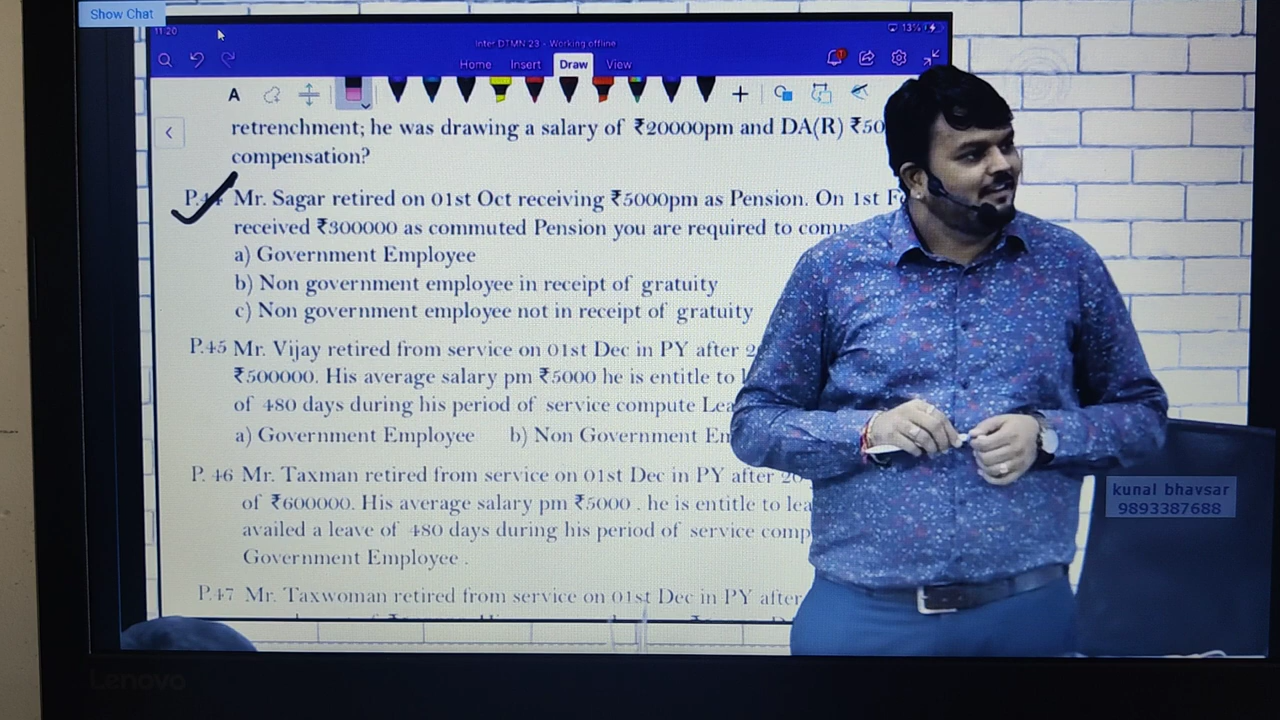 Show Chat
11:20
13%
Inter DTMN 23 - Working offline
Home Insert Draw View
A
retrenchment; he was drawing a salary of ₹20000pm and DA(R) ₹50
compensation?
Mr. Sagar retired on 01st Oct receiving ₹5000pm as Pension. On 1st
received ₹300000 as commuted Pension you are required to
a) Government Employee
b) Non government employee in receipt of gratuity
c) Non government employee not in receipt of gratuity
P.45 Mr. Vijay retired from service on 01st Dec in PY after
₹500000. His average salary pm ₹5000 he is entitle to
of 480 days during his period of service compute
a) Government Employee b) Non Government
P. 46 Mr. Taxman retired from service on 01st Dec in PY after
of ₹600000. His average salary pm ₹5000 . he is entitle to
availed a leave of 480 days during his period of service
Government Employee .
P.47 Mr. Taxwoman retired from service on 01st Dec in PY after
kunal bhavsar
9893387688
Lenovo